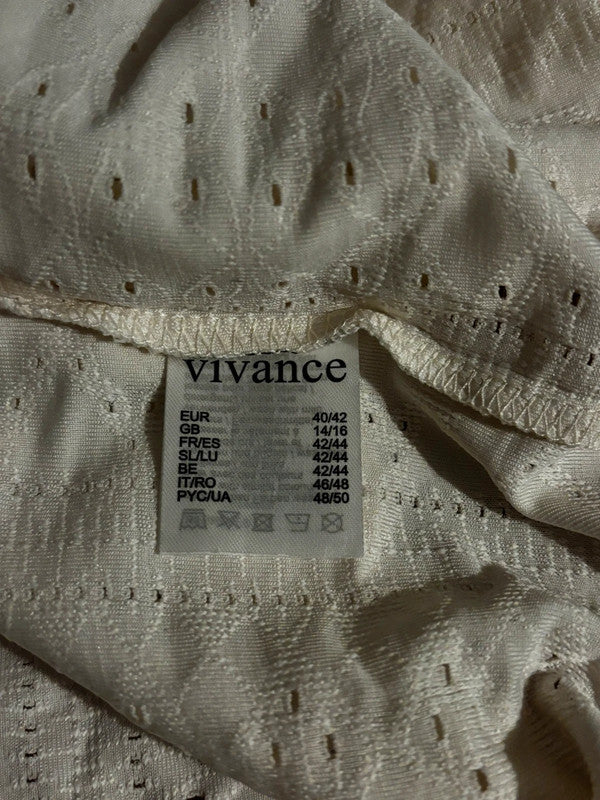 vivance
EUR 40/42
GB 14/16
FR/ES 42/44
SL/LU 42/44
BE 42/44
IT/RO 46/48
PYC/UA 48/50